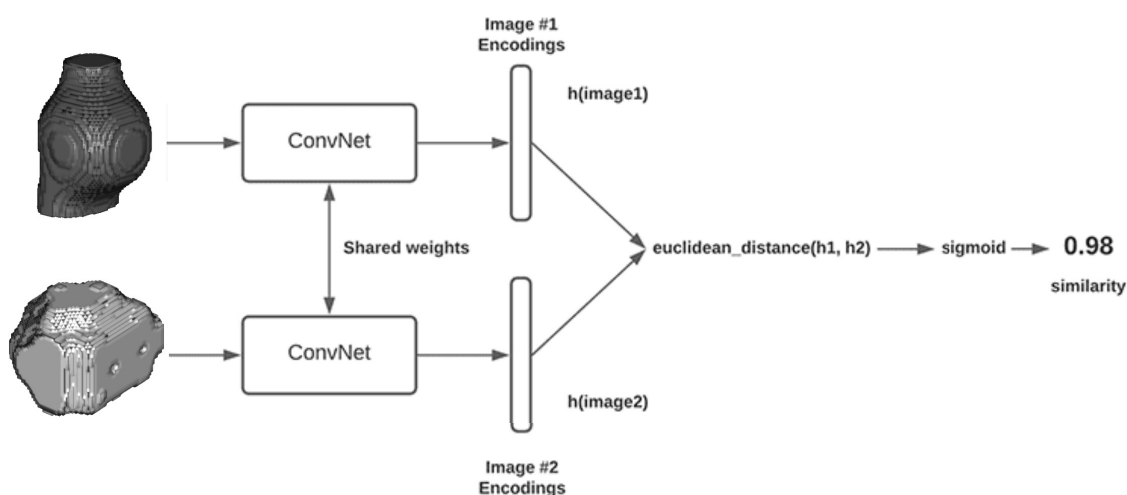 Image #1
Encodings
h(image1)
ConvNet
Shared weights
euclidean_distance(h1, h2)
sigmoid
0.98
similarity
ConvNet
h(image2)
Image #2
Encodings